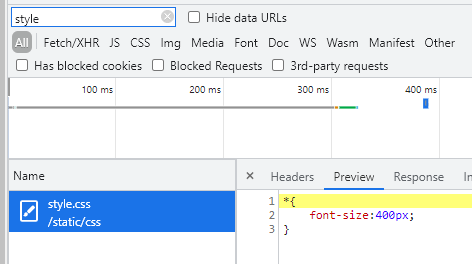 style
Hide data URLs
All Fetch/XHR JS CSS Img Media Font Doc WS Wasm Manifest Other
Has blocked cookies Blocked Requests 3rd-party requests
100 ms 200 ms 300 ms 400 ms
Name
style.css
/static/css
× Headers Preview Response
1 *{
2 font-size:400px;
3 }